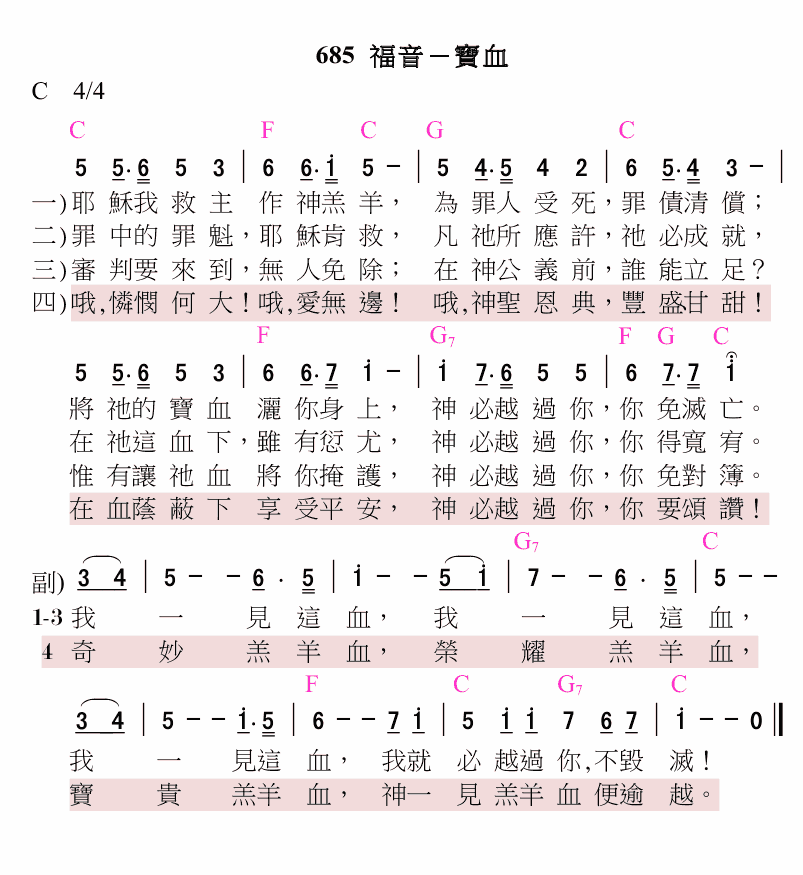 685 福音－寶血
C 4/4
C F C G C
5 5·6 5 3 | 6 6·i 5 － | 5 4·5 4 2 | 6 5·4 3 － |
一)耶 穌我 救 主 作 神羔 羊， 為 罪人 受 死，罪 債清 償；
二)罪 中的 罪 魁，耶 穌肯 救， 凡 祂所 應 許，祂 必成 就，
三)審 判要 來 到，無 人免 除； 在 神公 義 前，誰 能立 足？
四)哦,憐憫 何 大！哦,愛無 邊！ 哦,神聖 恩 典，豐 盛甘 甜！
F G7 F G C
5 5·6 5 3 | 6 6·7 i － | i 7·6 5 5 | 6 7·7 i
將 祂的 寶 血 灑 你身 上， 神 必越 過 你，你 免滅 亡。
在 祂這 血 下，雖 有愆 尤， 神 必越 過 你，你 得寬 宥。
惟 有讓 祂 血 將 你掩 護， 神 必越 過 你，你 免對 簿。
在 血蔭 蔽 下 享 受平 安， 神 必越 過 你，你 要頌 讚！
G7 C
副) 3 4 | 5 － － 6 · 5 | i － － 5 i | 7 － － 6 · 5 | 5 － －
1-3 我 一 見 這 血， 我 一 見 這 血，
4 奇 妙 羔 羊 血， 榮 耀 羔 羊 血，
F C G7 C
3 4 | 5 － － i·5 | 6 － － 7 i | 5 i i 7 6 7 | i － － 0 ‖
我 一 見這 血， 我就 必 越過 你,不毀 滅！
寶 貴 羔羊 血， 神一 見 羔羊 血 便逾 越。